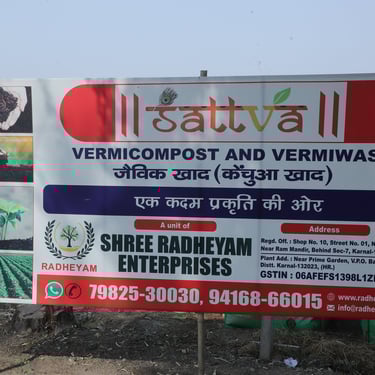 || Sattva ||
VERMICOMPOST AND VERMIWAS
जैविक खाद (केंचुआ खाद)
एक कदम प्रकृति की ओर
A unit of
SHREE RADHEYAM
ENTERPRISES
RADHEYAM
Address
Regd. Off. : Shop No. 10, Street No. 01, N
Near Ram Mandir, Behind Sec-7, Karnal-
Plant Add. : Near Prime Garden, V.P.O. Ba
Distt. Karnal-132023, (HR.)
GSTIN : 06AFEFS1398L1Z
79825-30030, 94168-66015
www.radhe
info@radhe